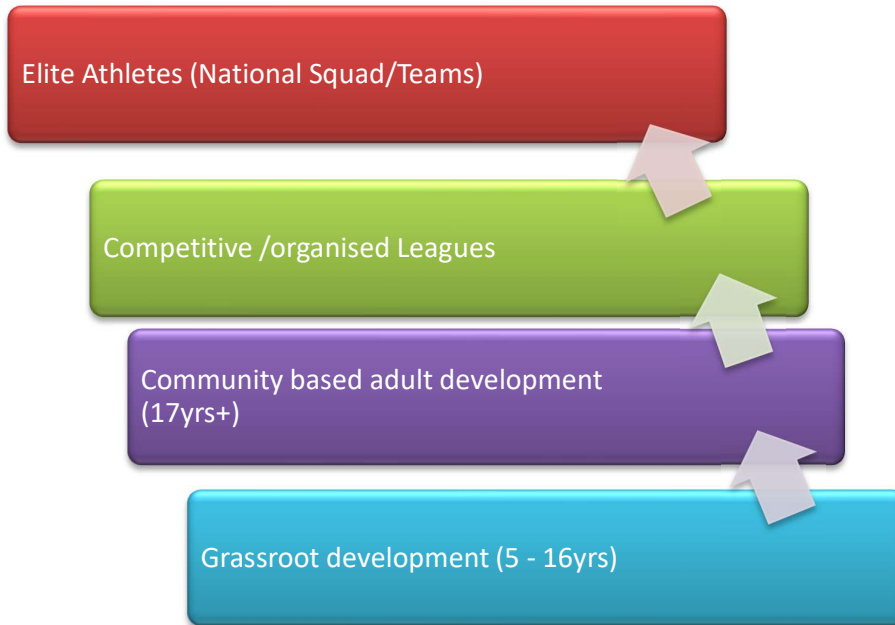 Elite Athletes (National Squad/Teams)
Competitive /organised Leagues
Community based adult development
(17yrs+)
Grassroot development (5 - 16yrs)